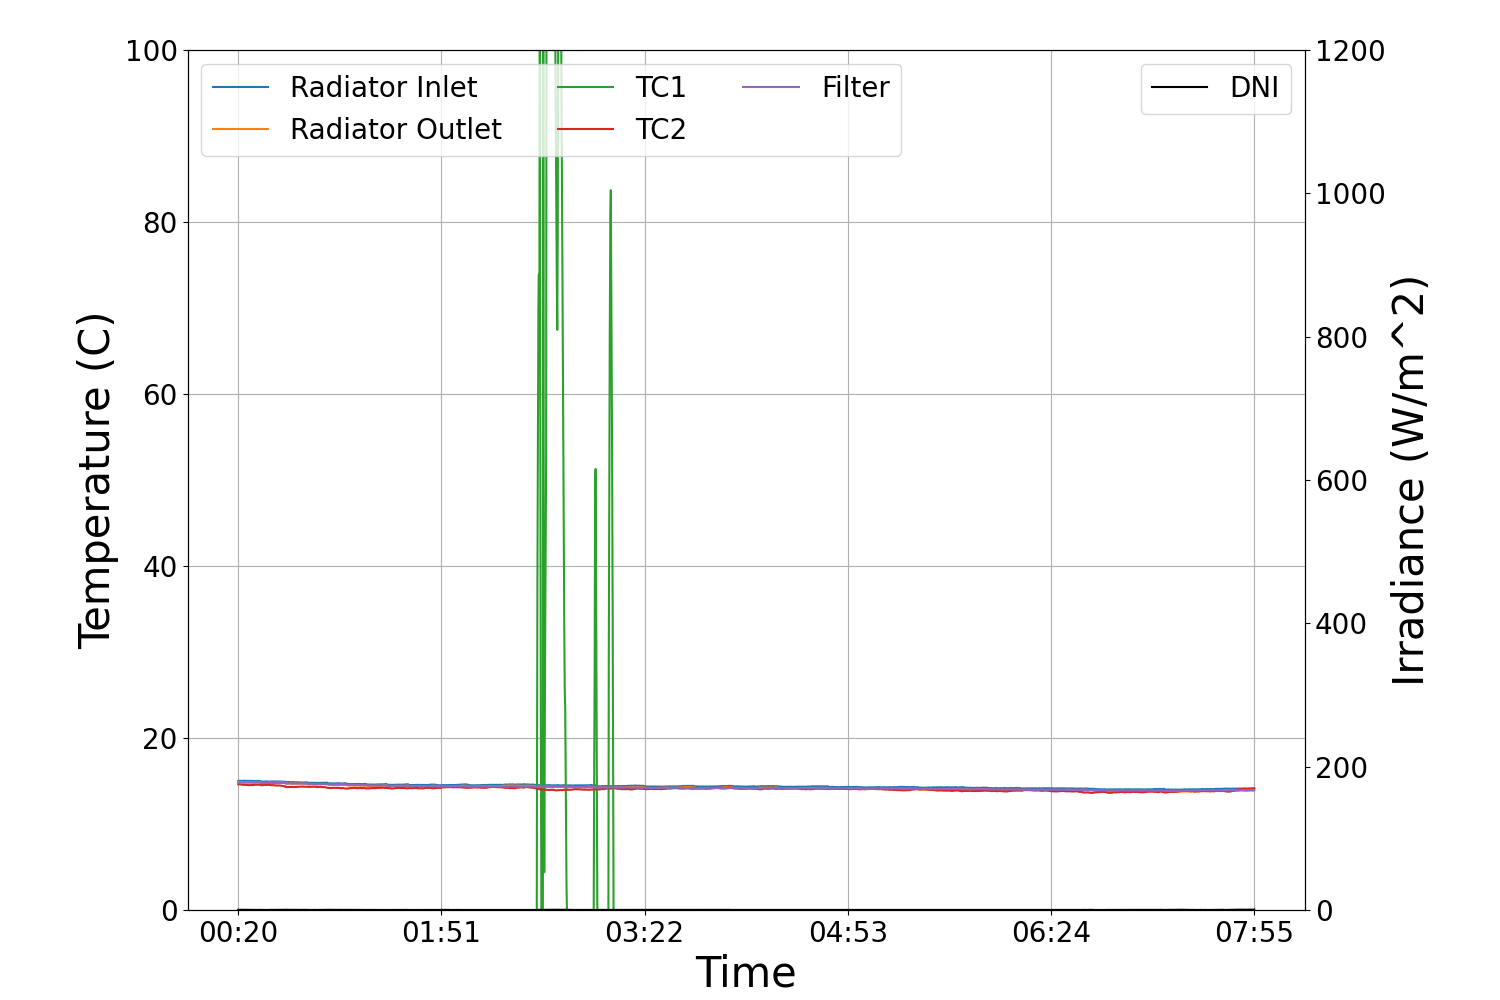 Radiator Inlet
Radiator Outlet
TC1
TC2
Filter
DNI
100
80
60
40
20
0
Temperature (C)
1200
1000
800
600
400
200
0
Irradiance (W/m^2)
00:20 01:51 03:22 04:53 06:24 07:55
Time